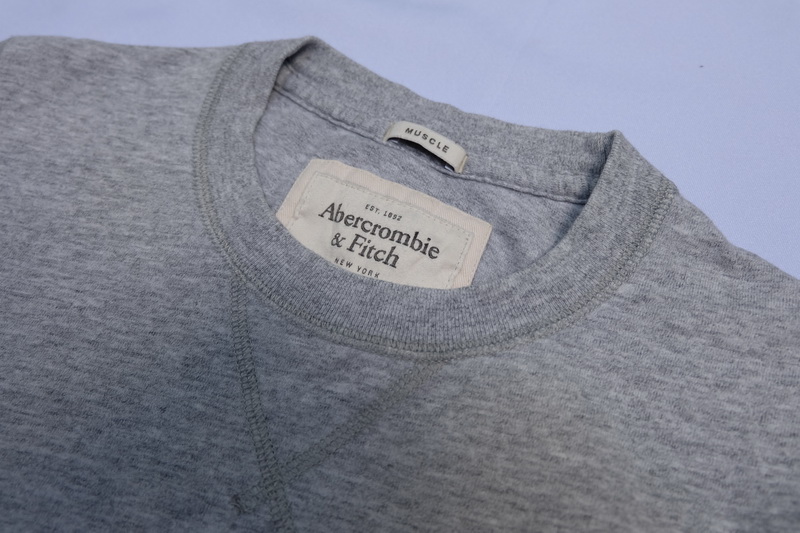 MUSCLE
EST. 1892
Abercrombie
& Fitch
NEW YORK